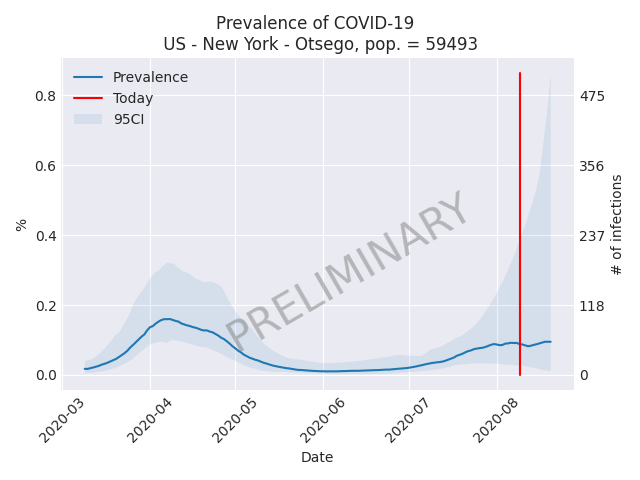 Prevalence of COVID-19
US - New York - Otsego, pop. = 59493
Prevalence
Today
95CI
PRELIMINARY
%
0.8
0.6
0.4
0.2
0.0
475
356
237
118
0
# of infections
2020-03
2020-04
2020-05
2020-06
2020-07
2020-08
Date